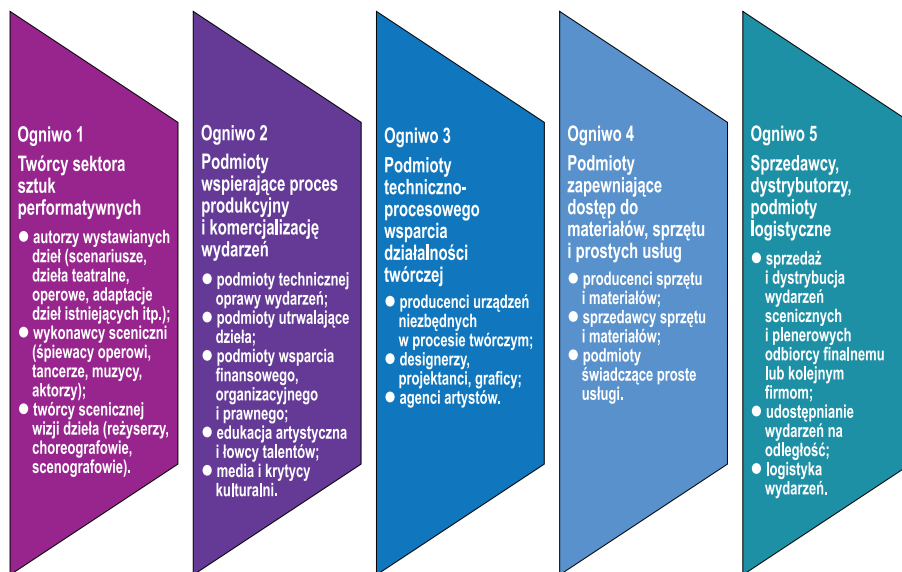 Ogniwo 1
Twórcy sektora
sztuk
performatywnych
● autorzy wystawianych
dzieł (scenariusze,
dzieła teatralne,
operowe, adaptacje
dzieł istniejących itp.);
● wykonawcy sceniczni
(śpiewacy operowi,
tancerze, muzycy,
aktorzy);
● twórcy scenicznej
wizji dzieła (reżyserzy,
choreografowie,
scenografowie).
Ogniwo 2
Podmioty
wspierające proces
produkcyjny
i komercjalizację
wydarzeń
● podmioty technicznej
oprawy wydarzeń;
● podmioty utrwalające
dzieła;
● podmioty wsparcia
finansowego,
organizacyjnego
i prawnego;
● edukacja artystyczna
i łowcy talentów;
● media i krytycy
kulturalni.
Ogniwo 3
Podmioty
techniczno-
procesowego
wsparcia
działalności
twórczej
● producenci urządzeń
niezbędnych
w procesie twórczym;
● designerzy,
projektanci, graficy;
● agenci artystów.
Ogniwo 4
Podmioty
zapewniające
dostęp do
materiałów, sprzętu
i prostych usług
● producenci sprzętu
i materiałów;
● sprzedawcy sprzętu
i materiałów;
● podmioty
świadczące proste
usługi.
Ogniwo 5
Sprzedawcy,
dystrybutorzy,
podmioty
logistyczne
● sprzedaż
i dystrybucja
wydarzeń
scenicznych
i plenerowych
odbiorcy finalnemu
lub kolejnym
firmom;
● udostępnianie
wydarzeń na
odległość;
● logistyka
wydarzeń.